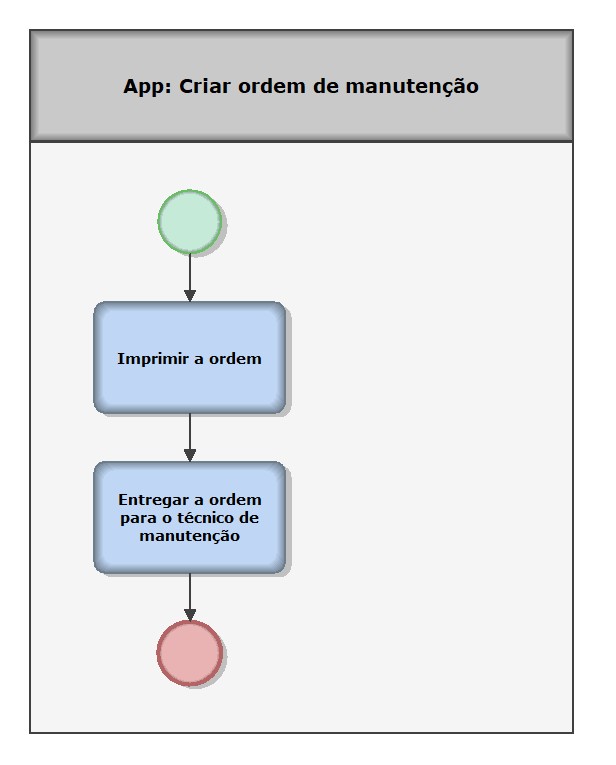 App: Criar ordem de manutenção
Imprimir a ordem
Entregar a ordem
para o técnico de
manutenção